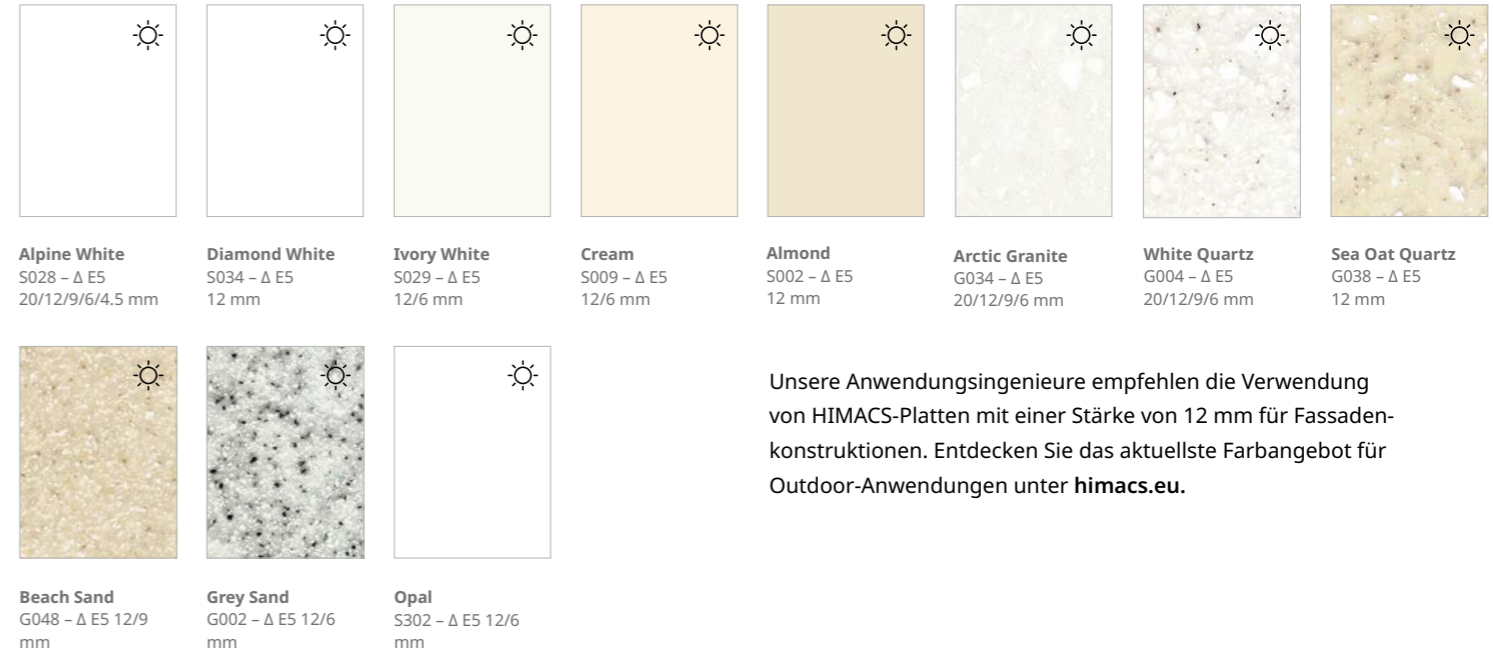 Alpine White
S028 – Δ E5
20/12/9/6/4.5 mm
Diamond White
S034 – Δ E5
12 mm
Ivory White
S029 – Δ E5
12/6 mm
Cream
S009 – Δ E5
12/6 mm
Almond
S002 – Δ E5
12 mm
Arctic Granite
G034 – Δ E5
20/12/9/6 mm
White Quartz
G004 – Δ E5
20/12/9/6 mm
Sea Oat Quartz
G038 – Δ E5
12 mm
Beach Sand
G048 – Δ E5 12/9
mm
Grey Sand
G002 – Δ E5 12/6
mm
Opal
S302 – Δ E5 12/6
mm
Unsere Anwendungsingenieure empfehlen die Verwendung
von HIMACS-Platten mit einer Stärke von 12 mm für Fassaden-
konstruktionen. Entdecken Sie das aktuellste Farbangebot für
Outdoor-Anwendungen unter himacs.eu.